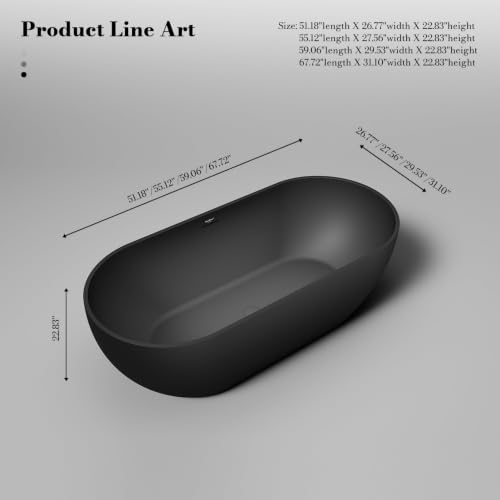 Product Line Art
Size: 51.18"length X 26.77"width X 22.83"height
55.12"length X 27.56"width X 22.83"height
59.06"length X 29.53"width X 22.83"height
67.72"length X 31.10"width X 22.83"height
51.18" /55.12" /59.06" /67.72"
26.77" /27.56" /29.53" /31.10"
22.83"